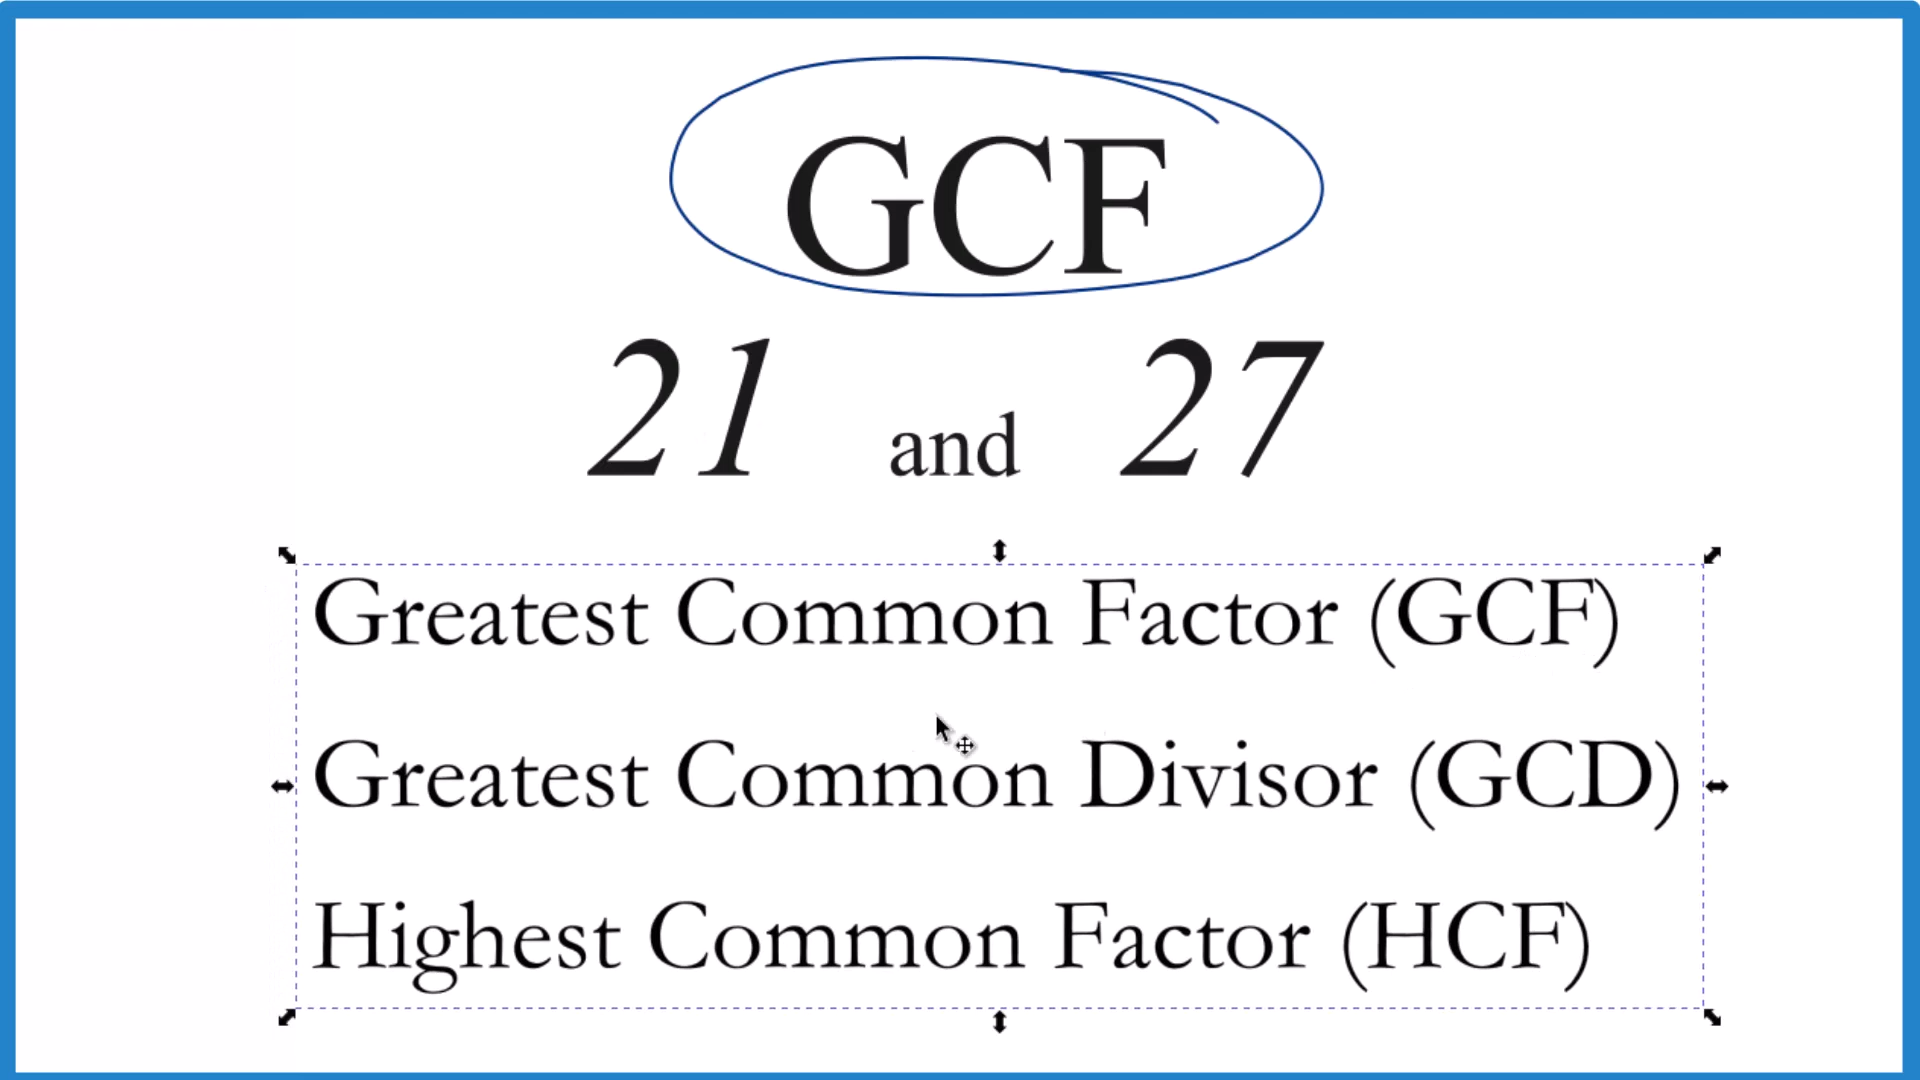 GCF
21 and 27
Greatest Common Factor (GCF)
Greatest Common Divisor (GCD)
Highest Common Factor (HCF)